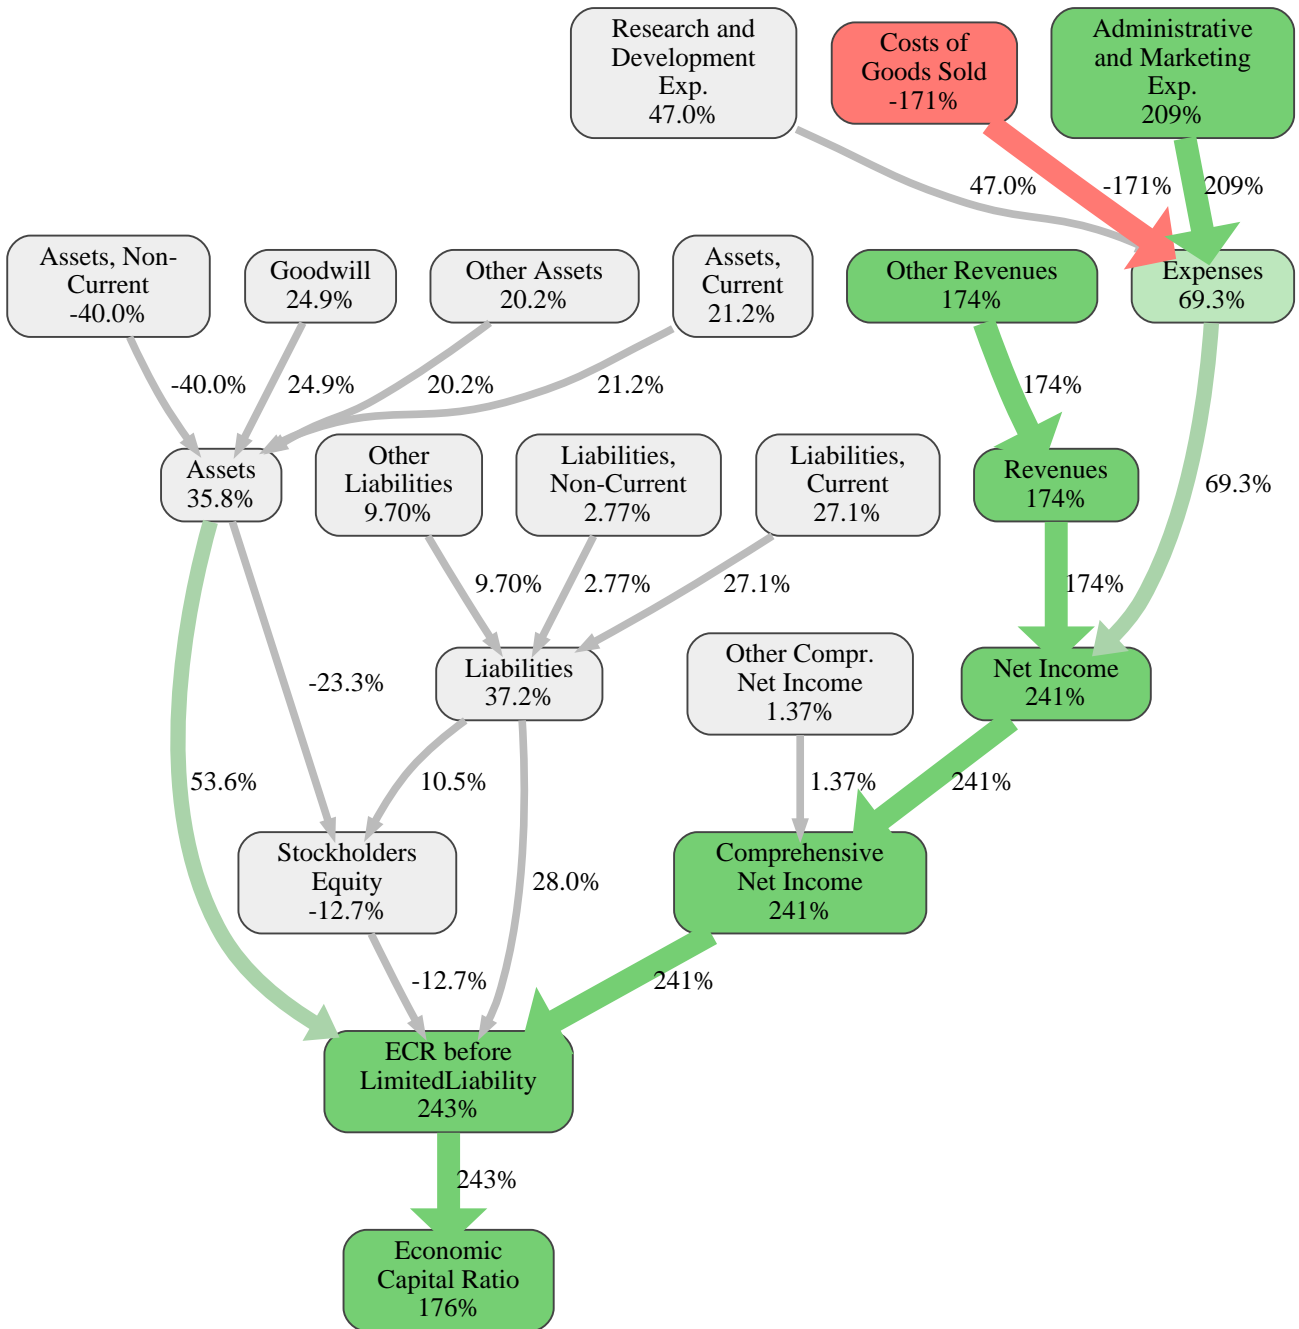 Research and
Development
Exp.
47.0%
Costs of
Goods Sold
-171%
Administrative
and Marketing
Exp.
209%
47.0%
-171%
209%
Assets, Non-
Current
-40.0%
Goodwill
24.9%
Other Assets
20.2%
Assets,
Current
21.2%
Other Revenues
174%
Expenses
69.3%
-40.0%
24.9%
20.2%
21.2%
174%
Assets
35.8%
Other
Liabilities
9.70%
Liabilities,
Non-Current
2.77%
Liabilities,
Current
27.1%
Revenues
174%
69.3%
9.70%
2.77%
27.1%
174%
-23.3%
Liabilities
37.2%
Other Compr.
Net Income
1.37%
Net Income
241%
53.6%
10.5%
1.37%
241%
Stockholders
Equity
-12.7%
28.0%
Comprehensive
Net Income
241%
-12.7%
241%
ECR before
LimitedLiability
243%
243%
Economic
Capital Ratio
176%